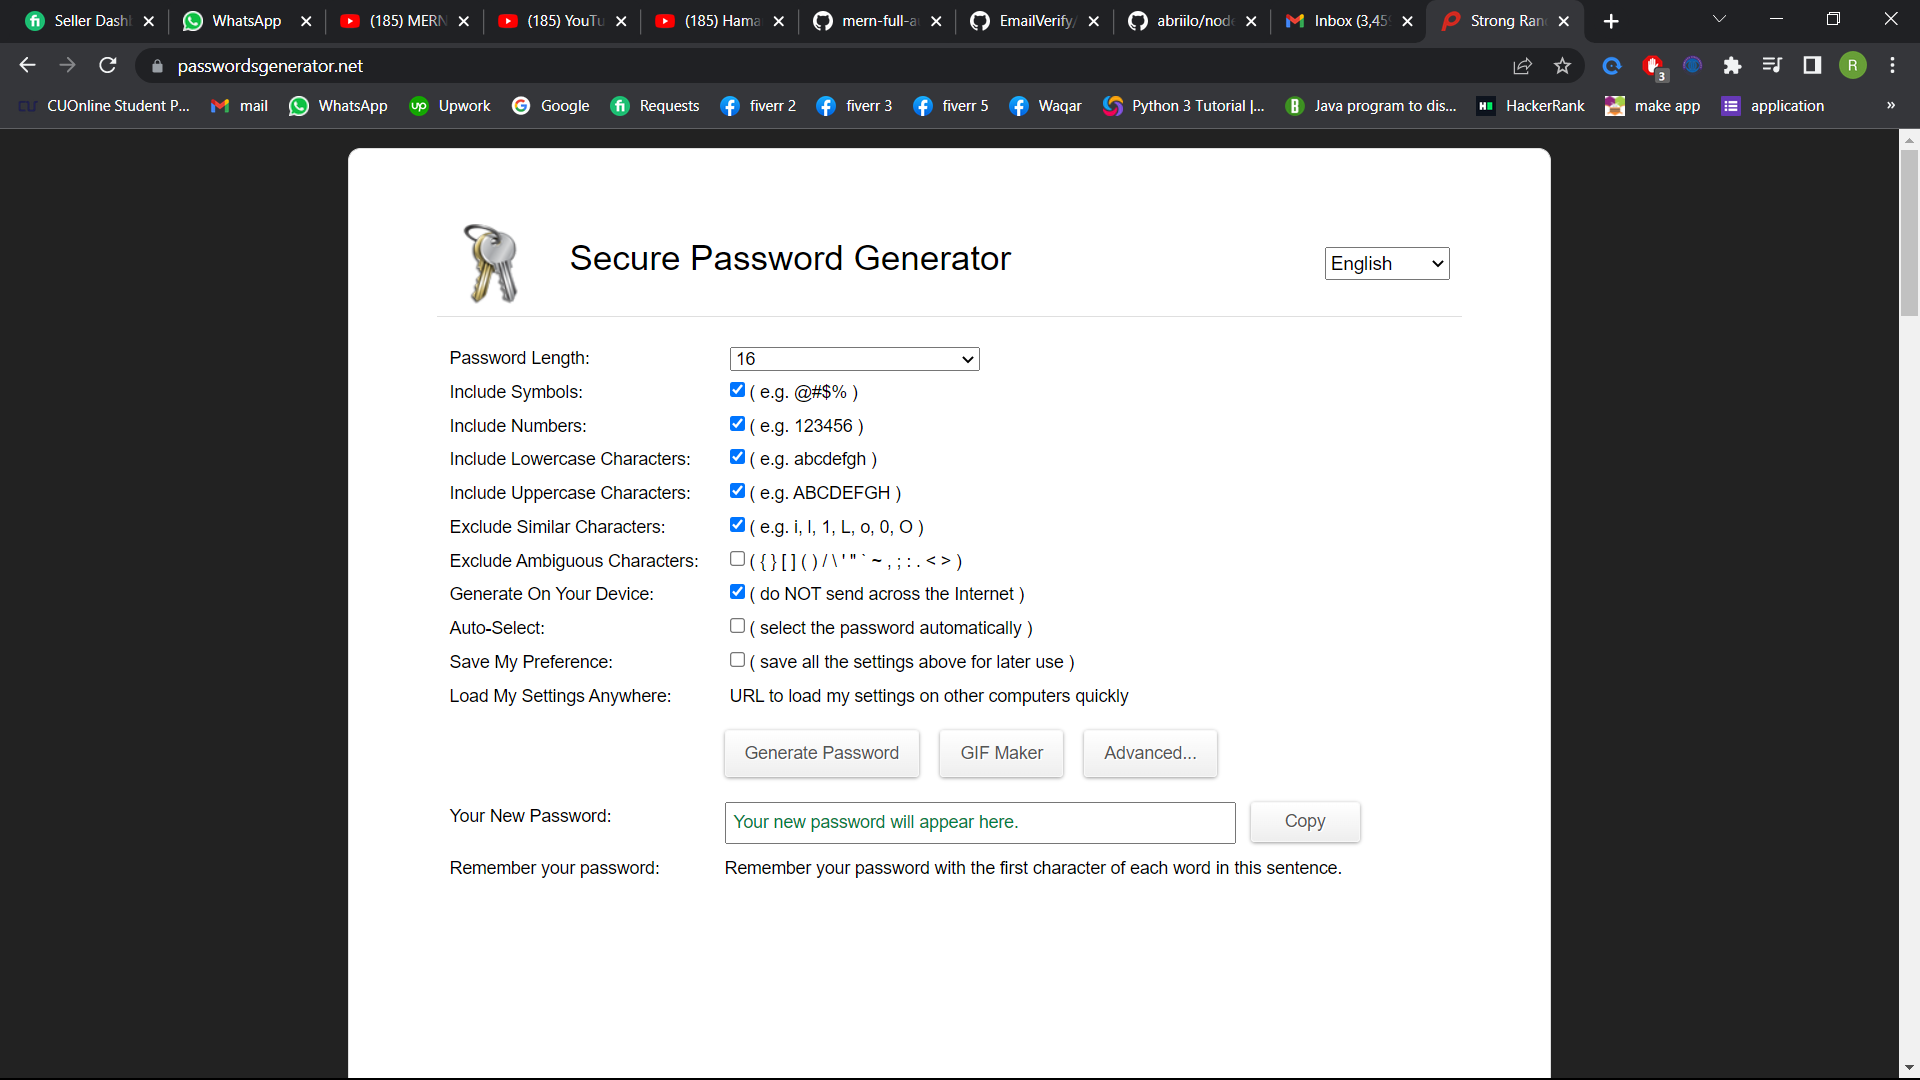 Seller Dash WhatsApp (185) MERN (185) YouTu (185) Hama mern-full-a EmailVerify/ abriilo/node Inbox (3,459 Strong Ran
passwordsgenerator.net 3 R
CUOnline Student P... mail WhatsApp up Upwork Google Requests fiverr 2 fiverr 3 fiverr 5 Waqar Python 3 Tutorial |... Java program to dis... HackerRank make app application »
Secure Password Generator
English
Password Length: 16
Include Symbols: ( e.g. @#$% )
Include Numbers: ( e.g. 123456 )
Include Lowercase Characters: ( e.g. abcdefgh )
Include Uppercase Characters: ( e.g. ABCDEFGH )
Exclude Similar Characters: ( e.g. i, l, 1, L, o, 0, O )
Exclude Ambiguous Characters: ( { } [ ] ( ) / \ ' " ` ~ , ; : . < > )
Generate On Your Device: ( do NOT send across the Internet )
Auto-Select: ( select the password automatically )
Save My Preference: ( save all the settings above for later use )
Load My Settings Anywhere: URL to load my settings on other computers quickly
Generate Password GIF Maker Advanced...
Your New Password: Your new password will appear here. Copy
Remember your password: Remember your password with the first character of each word in this sentence.